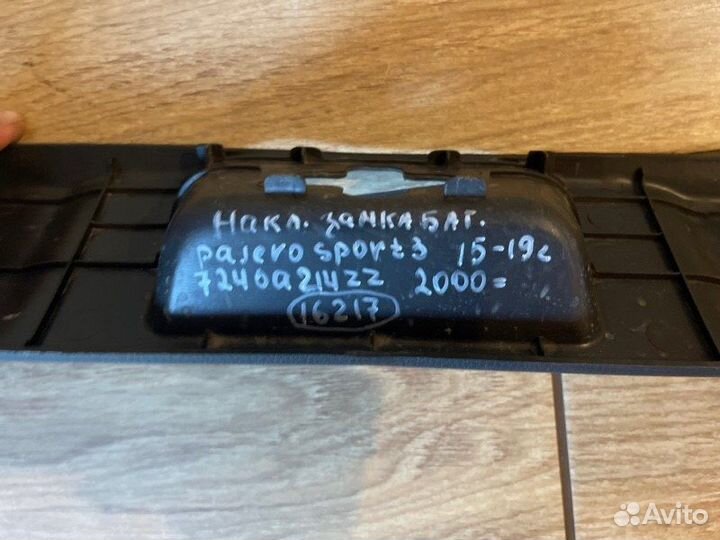 Накл. замка баг.
pajero sport 3 15-19г
7240a214zz 2000=
16217
Avito